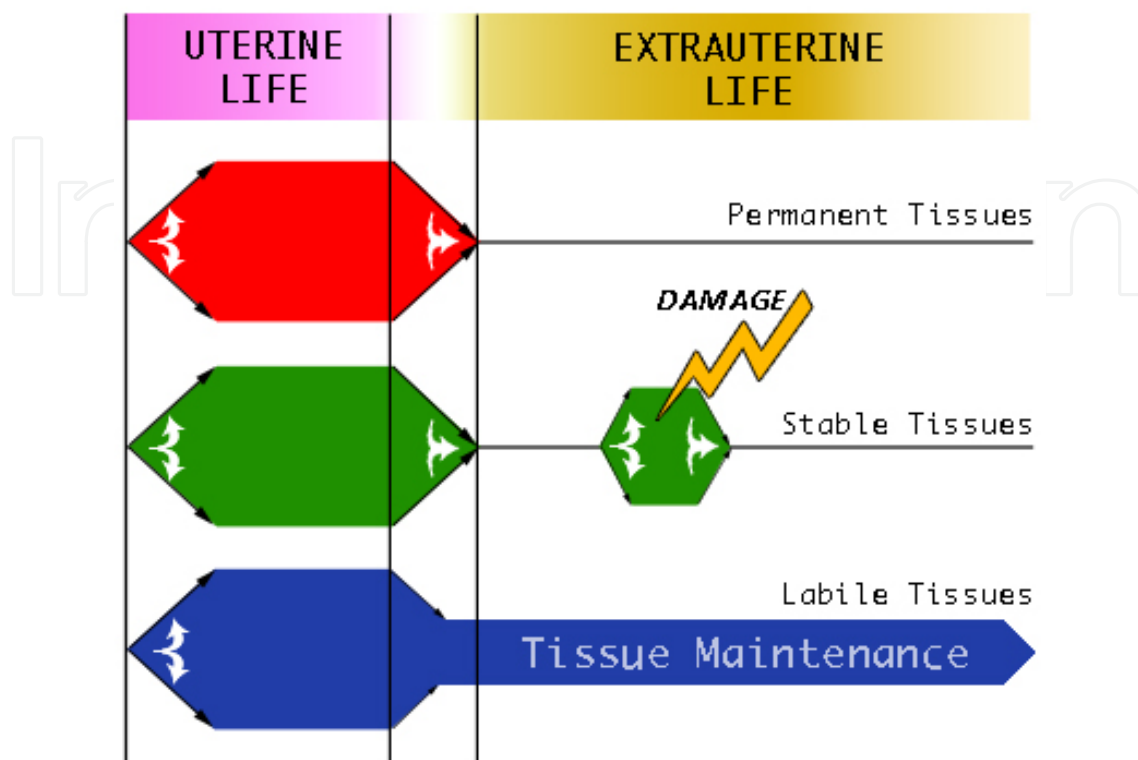 UTERINE
LIFE
EXTRAUTERINE
LIFE
Permanent Tissues
DAMAGE
Stable Tissues
Labile Tissues
Tissue Maintenance